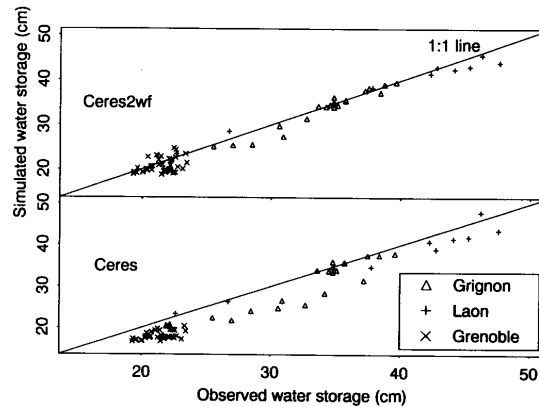 Simulated water storage (cm)
50
40
30
20
Ceres2wf
1:1 line
50
40
30
20
Ceres
Grignon
Laon
Grenoble
20
30
40
50
Observed water storage (cm)